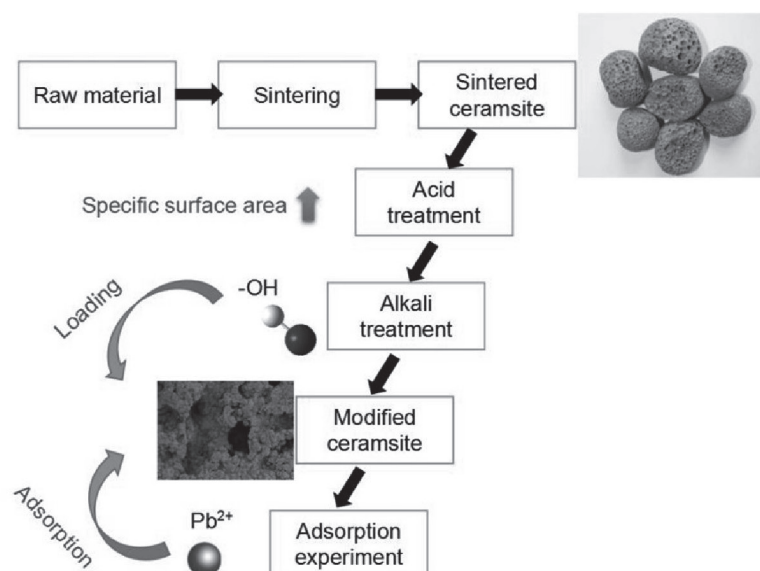 Raw material
Sintering
Sintered
ceramsite
Specific surface area
Acid
treatment
Loading
-OH
Alkali
treatment
Modified
ceramsite
Adsorption
Pb²⁺
Adsorption
experiment